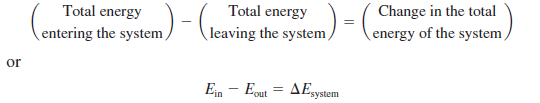 (Total energy entering the system) − (Total energy leaving the system) = (Change in the total energy of the system)
or
E_in − E_out = ΔE_system